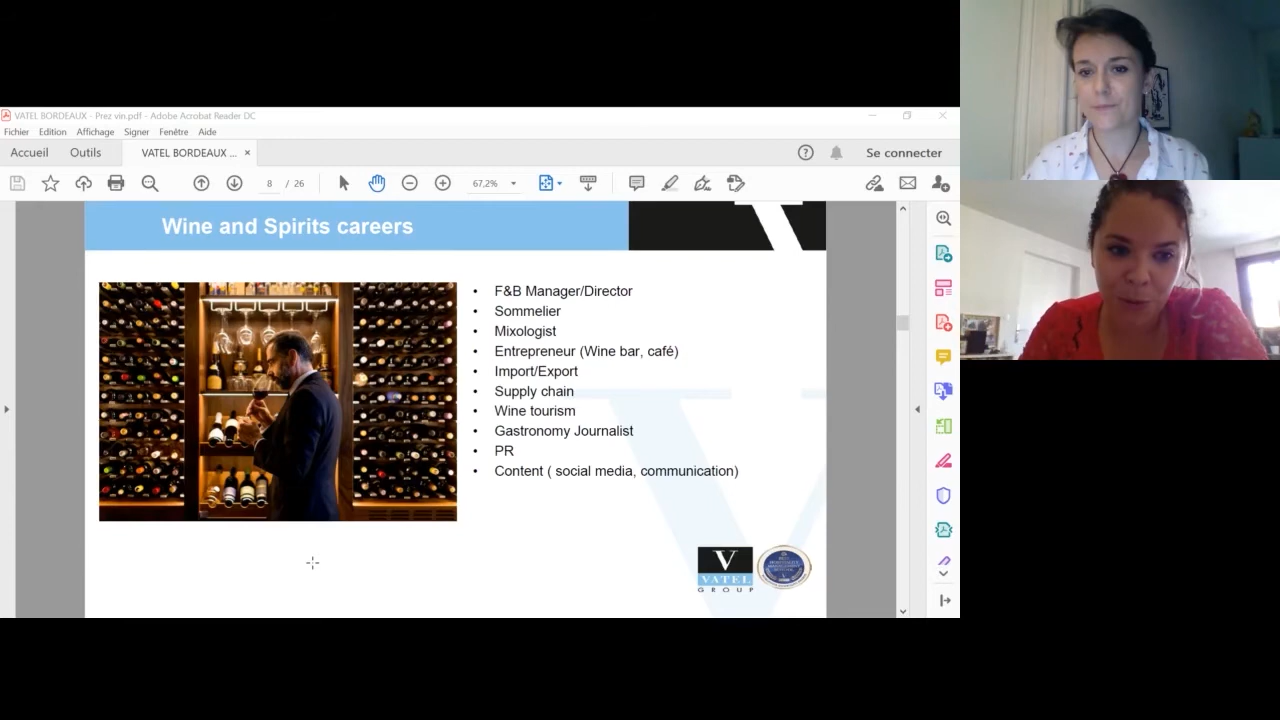 VATEL BORDEAUX - Prez vin.pdf - Adobe Acrobat Reader DC
Fichier Edition Affichage Signer Fenêtre Aide
Accueil Outils VATEL BORDEAUX ... × Se connecter
8 / 26 67,2%
Wine and Spirits careers
• F&B Manager/Director
• Sommelier
• Mixologist
• Entrepreneur (Wine bar, café)
• Import/Export
• Supply chain
• Wine tourism
• Gastronomy Journalist
• PR
• Content ( social media, communication)
V
VATEL
GROUP